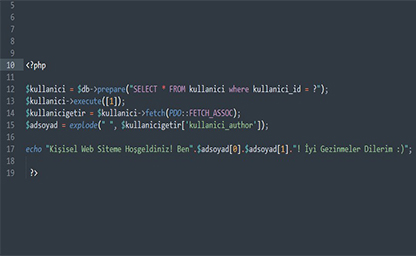 5
6
7
8
9
10 <?php
11
12 $kullanici = $db->prepare("SELECT * FROM kullanici where kullanici_id = ?");
13 $kullanici->execute([1]);
14 $kullanicigetir = $kullanici->fetch(PDO::FETCH_ASSOC);
15 $adsoyad = explode(" ", $kullanicigetir['kullanici_author']);
16
17 echo "Kişisel Web Siteme Hoşgeldiniz! Ben".$adsoyad[0].$adsoyad[1]."! İyi Gezinmeler Dilerim :)";
18
19 ?>